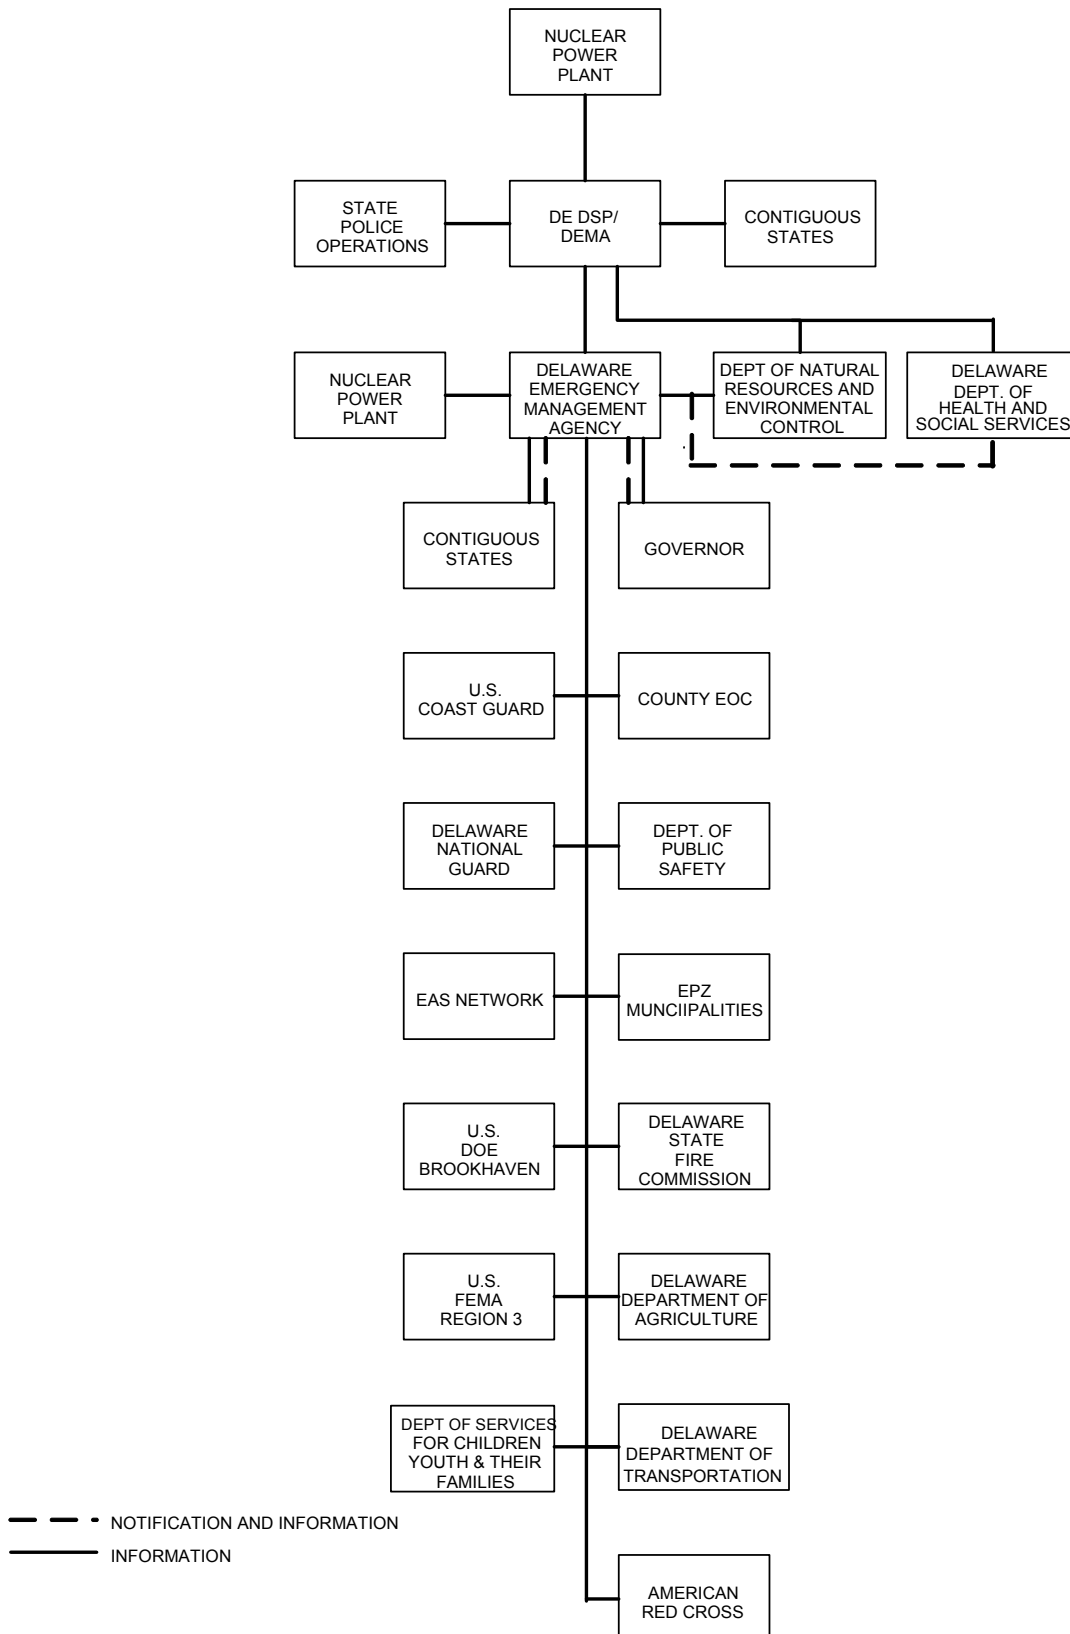 NUCLEAR
POWER
PLANT
STATE
POLICE
OPERATIONS
DE DSP/
DEMA
CONTIGUOUS
STATES
NUCLEAR
POWER
PLANT
DELAWARE
EMERGENCY
MANAGEMENT
AGENCY
DEPT OF NATURAL
RESOURCES AND
ENVIRONMENTAL
CONTROL
DELAWARE
DEPT. OF
HEALTH AND
SOCIAL SERVICES
CONTIGUOUS
STATES
GOVERNOR
U.S.
COAST GUARD
COUNTY EOC
DELAWARE
NATIONAL
GUARD
DEPT. OF
PUBLIC
SAFETY
EAS NETWORK
EPZ
MUNCIIPALITIES
U.S.
DOE
BROOKHAVEN
DELAWARE
STATE
FIRE
COMMISSION
U.S.
FEMA
REGION 3
DELAWARE
DEPARTMENT OF
AGRICULTURE
DEPT OF SERVICES
FOR CHILDREN
YOUTH & THEIR
FAMILIES
DELAWARE
DEPARTMENT OF
TRANSPORTATION
NOTIFICATION AND INFORMATION
INFORMATION
AMERICAN
RED CROSS